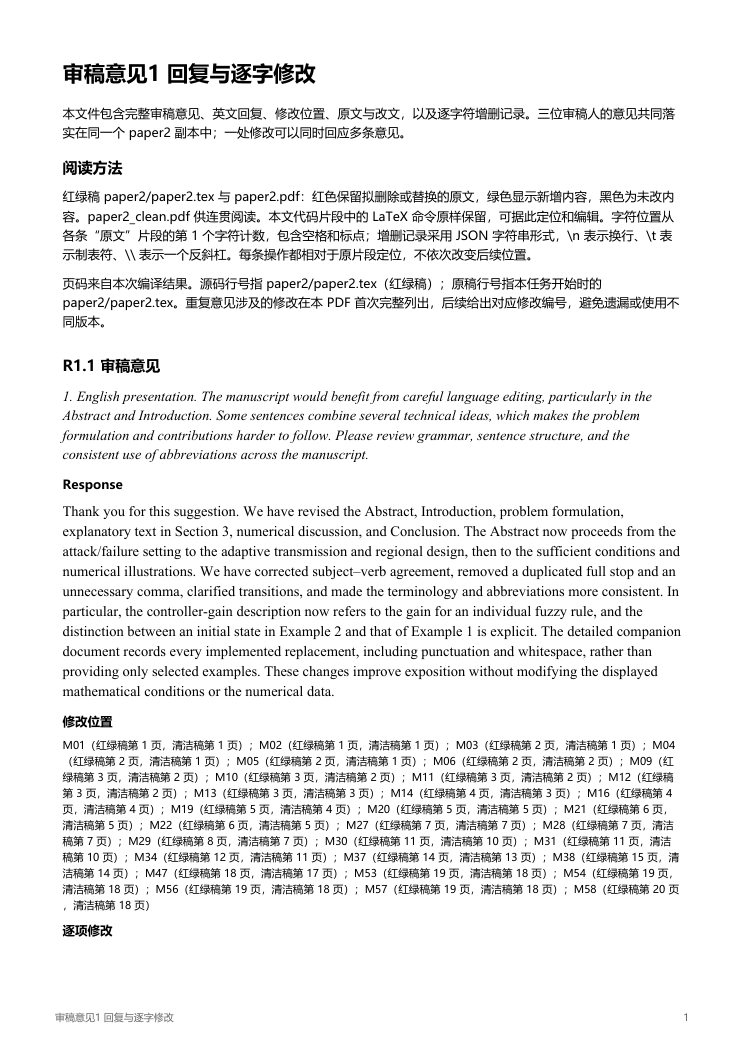 审稿意见1 回复与逐字修改
本文件包含完整审稿意见、英文回复、修改位置、原文与改文，以及逐字符增删记录。三位审稿人的意见共同落
实在同一个 paper2 副本中；一处修改可以同时回应多条意见。
阅读方法
红绿稿 paper2/paper2.tex 与 paper2.pdf：红色保留拟删除或替换的原文，绿色显示新增内容，黑色为未改内
容。paper2_clean.pdf 供连贯阅读。本文代码片段中的 LaTeX 命令原样保留，可据此定位和编辑。字符位置从
各条“原文”片段的第 1 个字符计数，包含空格和标点；增删记录采用 JSON 字符串形式，\n 表示换行、\t 表
示制表符、\\ 表示一个反斜杠。每条操作都相对于原片段定位，不依次改变后续位置。
页码来自本次编译结果。源码行号指 paper2/paper2.tex（红绿稿）；原稿行号指本任务开始时的
paper2/paper2.tex。重复意见涉及的修改在本 PDF 首次完整列出，后续给出对应修改编号，避免遗漏或使用不
同版本。
R1.1 审稿意见
1. English presentation. The manuscript would benefit from careful language editing, particularly in the
Abstract and Introduction. Some sentences combine several technical ideas, which makes the problem
formulation and contributions harder to follow. Please review grammar, sentence structure, and the
consistent use of abbreviations across the manuscript.
Response
Thank you for this suggestion. We have revised the Abstract, Introduction, problem formulation,
explanatory text in Section 3, numerical discussion, and Conclusion. The Abstract now proceeds from the
attack/failure setting to the adaptive transmission and regional design, then to the sufficient conditions and
numerical illustrations. We have corrected subject–verb agreement, removed a duplicated full stop and an
unnecessary comma, clarified transitions, and made the terminology and abbreviations more consistent. In
particular, the controller-gain description now refers to the gain for an individual fuzzy rule, and the
distinction between an initial state in Example 2 and that of Example 1 is explicit. The detailed companion
document records every implemented replacement, including punctuation and whitespace, rather than
providing only selected examples. These changes improve exposition without modifying the displayed
mathematical conditions or the numerical data.
修改位置
M01（红绿稿第 1 页，清洁稿第 1 页）；M02（红绿稿第 1 页，清洁稿第 1 页）；M03（红绿稿第 2 页，清洁稿第 1 页）；M04
（红绿稿第 2 页，清洁稿第 1 页）；M05（红绿稿第 2 页，清洁稿第 1 页）；M06（红绿稿第 2 页，清洁稿第 2 页）；M09（红
绿稿第 3 页，清洁稿第 2 页）；M10（红绿稿第 3 页，清洁稿第 2 页）；M11（红绿稿第 3 页，清洁稿第 2 页）；M12（红绿稿
第 3 页，清洁稿第 2 页）；M13（红绿稿第 3 页，清洁稿第 3 页）；M14（红绿稿第 4 页，清洁稿第 3 页）；M16（红绿稿第 4
页，清洁稿第 4 页）；M19（红绿稿第 5 页，清洁稿第 4 页）；M20（红绿稿第 5 页，清洁稿第 5 页）；M21（红绿稿第 6 页，
清洁稿第 5 页）；M22（红绿稿第 6 页，清洁稿第 5 页）；M27（红绿稿第 7 页，清洁稿第 7 页）；M28（红绿稿第 7 页，清洁
稿第 7 页）；M29（红绿稿第 8 页，清洁稿第 7 页）；M30（红绿稿第 11 页，清洁稿第 10 页）；M31（红绿稿第 11 页，清洁
稿第 10 页）；M34（红绿稿第 12 页，清洁稿第 11 页）；M37（红绿稿第 14 页，清洁稿第 13 页）；M38（红绿稿第 15 页，清
洁稿第 14 页）；M47（红绿稿第 18 页，清洁稿第 17 页）；M53（红绿稿第 19 页，清洁稿第 18 页）；M54（红绿稿第 19 页，
清洁稿第 18 页）；M56（红绿稿第 19 页，清洁稿第 18 页）；M57（红绿稿第 19 页，清洁稿第 18 页）；M58（红绿稿第 20 页
，清洁稿第 18 页）
逐项修改
审稿意见1 回复与逐字修改
1